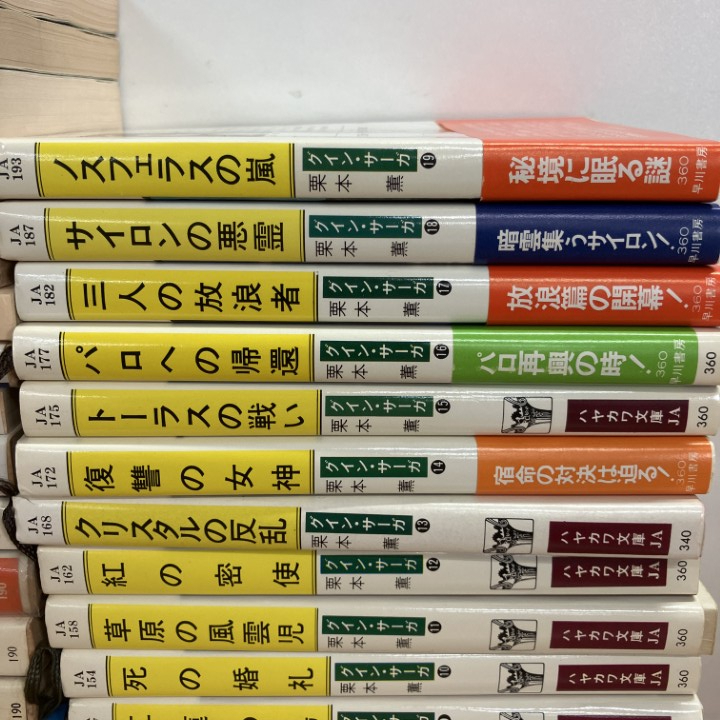 JA
193
ノスフェラスの嵐
グイン・サーガ 19
栗本 薫
秘境に眠る謎
360
早川書房
JA
187
サイロンの悪霊
グイン・サーガ 18
栗本 薫
暗雲集うサイロン!
360
早川書房
JA
182
三人の放浪者
グイン・サーガ 17
栗本 薫
放浪篇の開幕!
360
早川書房
JA
177
パロへの帰還
グイン・サーガ 16
栗本 薫
パロ再興の時!
360
早川書房
360
JA
175
トーラスの戦い
グイン・サーガ 15
栗本 薫
ハヤカワ文庫 JA
360
JA
172
復讐の女神
グイン・サーガ 14
栗本 薫
宿命の対決は迫る!
360
早川書房
JA
168
クリスタルの反乱
グイン・サーガ 13
栗本 薫
ハヤカワ文庫 JA
340
JA
162
紅の密使
グイン・サーガ 12
栗本 薫
ハヤカワ文庫 JA
360
JA
158
草原の風雲児
グイン・サーガ 11
栗本 薫
ハヤカワ文庫 JA
360
JA
154
死の婚礼
グイン・サーガ 10
栗本 薫
ハヤカワ文庫 JA
360
190
190
190